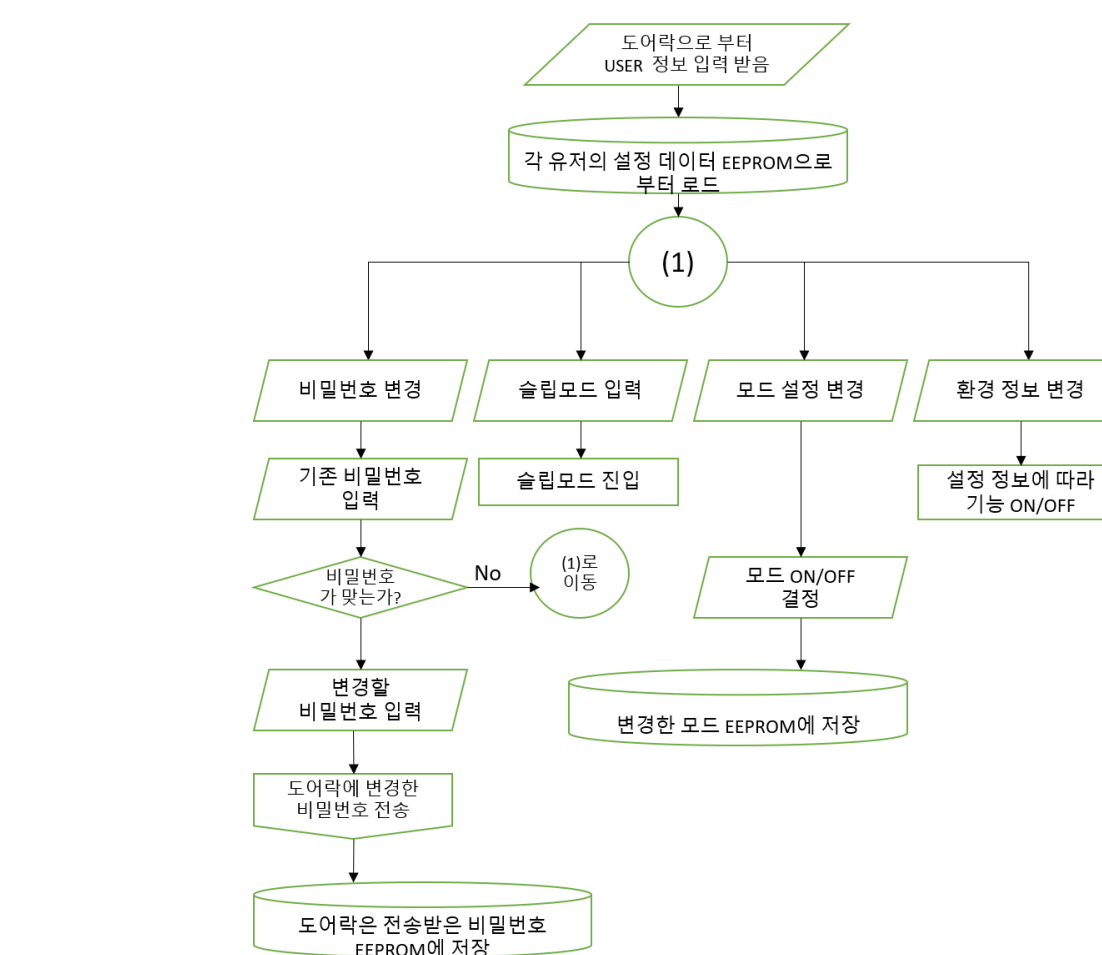 도어락으로 부터
USER 정보 입력 받음
각 유저의 설정 데이터 EEPROM으로
부터 로드
(1)
비밀번호 변경
슬립모드 입력
모드 설정 변경
환경 정보 변경
기존 비밀번호
입력
슬립모드 진입
설정 정보에 따라
기능 ON/OFF
비밀번호
가 맞는가?
No
(1)로
이동
모드 ON/OFF
결정
변경할
비밀번호 입력
변경한 모드 EEPROM에 저장
도어락에 변경한
비밀번호 전송
도어락은 전송받은 비밀번호
EEPROM에 저장